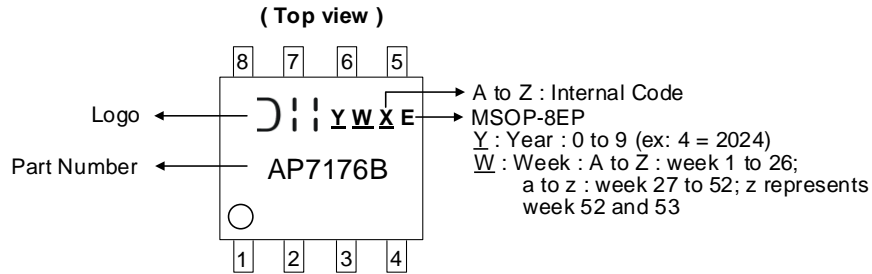 ( Top view )
8 7 6 5
Logo
Y W X E
A to Z : Internal Code
MSOP-8EP
Y : Year : 0 to 9 (ex: 4 = 2024)
W : Week : A to Z : week 1 to 26;
a to z : week 27 to 52; z represents
week 52 and 53
Part Number
AP7176B
1 2 3 4